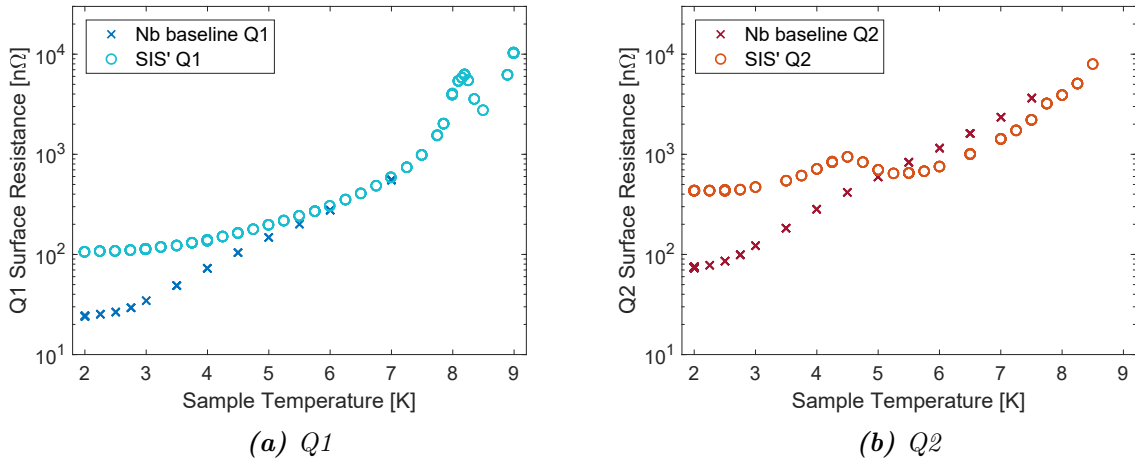 Nb baseline Q1
SIS' Q1
10^4
10^3
10^2
10^1
Q1 Surface Resistance [nΩ]
2 3 4 5 6 7 8 9
Sample Temperature [K]
(a) Q1
Nb baseline Q2
SIS' Q2
10^4
10^3
10^2
10^1
Q2 Surface Resistance [nΩ]
2 3 4 5 6 7 8 9
Sample Temperature [K]
(b) Q2